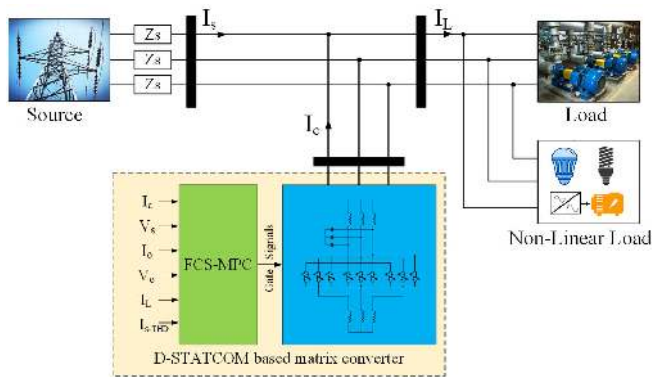 Is
IL
Zs
Zs
Zs
Source
Load
Ic
Non-Linear Load
Vs
Ic
Vc
IL
Is-THD
FCS-MPC
Gate Signals
D-STATCOM based matrix converter